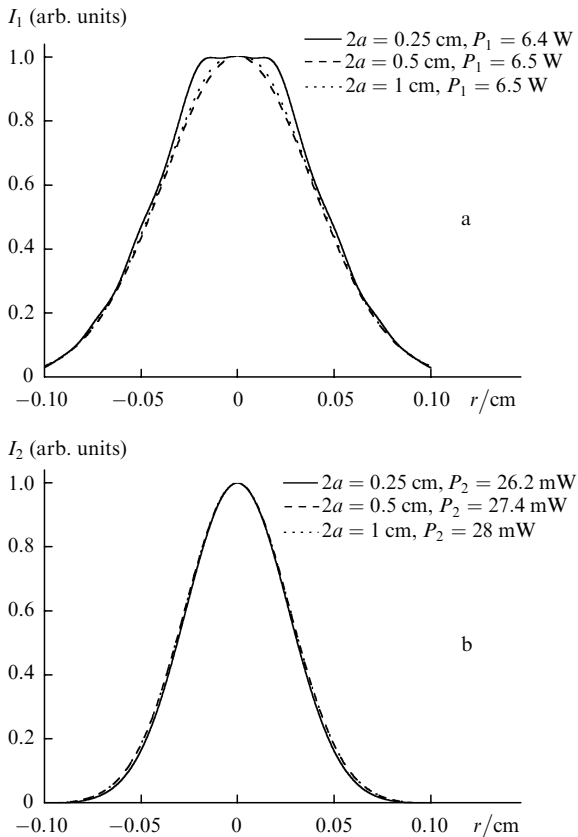 I₁ (arb. units)
2a = 0.25 cm, P₁ = 6.4 W
2a = 0.5 cm, P₁ = 6.5 W
2a = 1 cm, P₁ = 6.5 W
1.0
0.8
0.6
0.4
0.2
0
a
−0.10
−0.05
0
0.05
0.10
r/cm
I₂ (arb. units)
2a = 0.25 cm, P₂ = 26.2 mW
2a = 0.5 cm, P₂ = 27.4 mW
2a = 1 cm, P₂ = 28 mW
1.0
0.8
0.6
0.4
0.2
0
b
−0.10
−0.05
0
0.05
0.10
r/cm